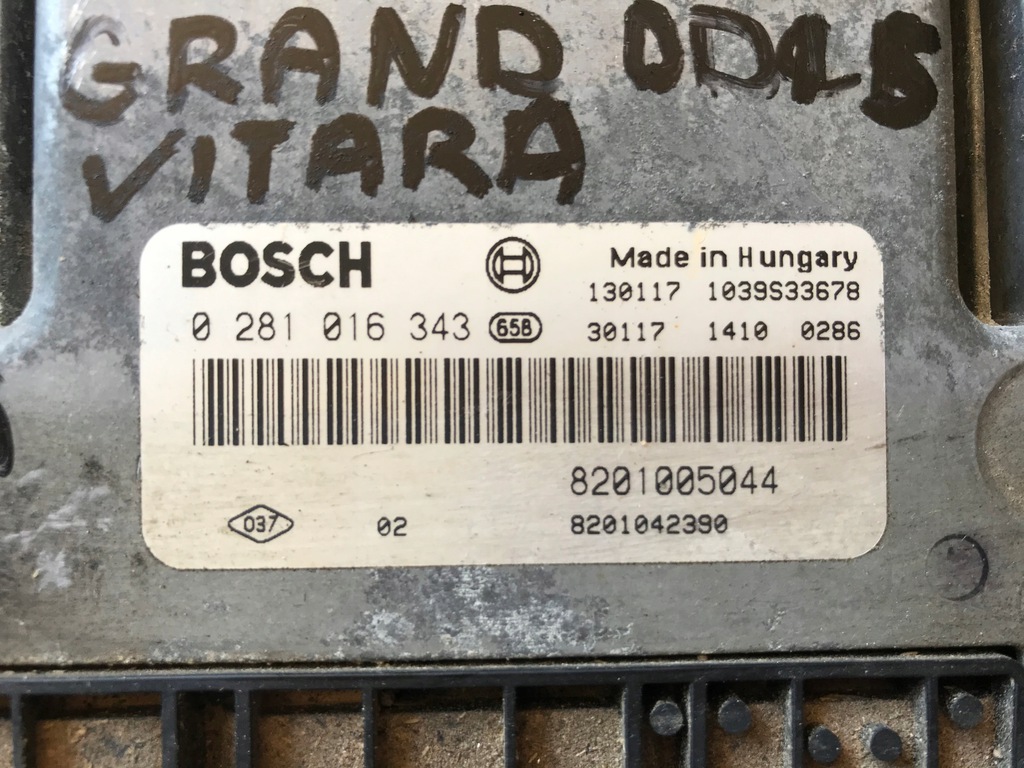 GRAND
VITARA
BOSCH
Made in Hungary
130117 1039S33678
0 281 016 343 658
30117 1410 0286
8201005044
037 02 8201042390